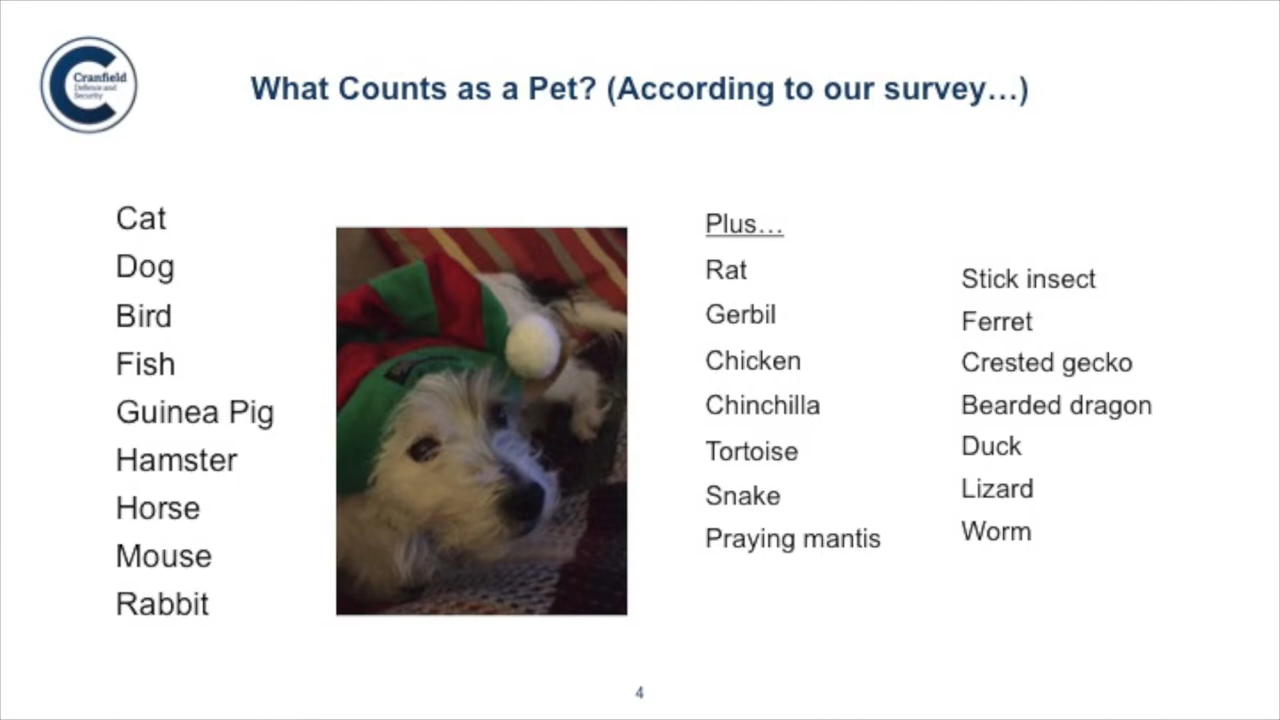 Cranfield
Defence and
Security
What Counts as a Pet? (According to our survey…)
Cat
Dog
Bird
Fish
Guinea Pig
Hamster
Horse
Mouse
Rabbit
Plus…
Rat
Gerbil
Chicken
Chinchilla
Tortoise
Snake
Praying mantis
Stick insect
Ferret
Crested gecko
Bearded dragon
Duck
Lizard
Worm
4